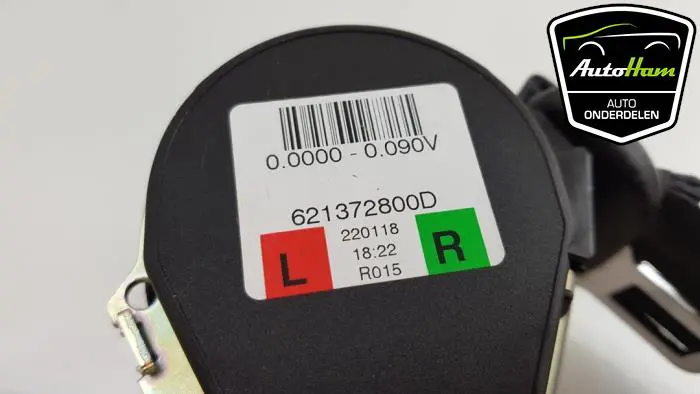 AutoHam
AUTO
ONDERDELEN
0.0000 - 0.090V
621372800D
L
220118
18:22
R015
R